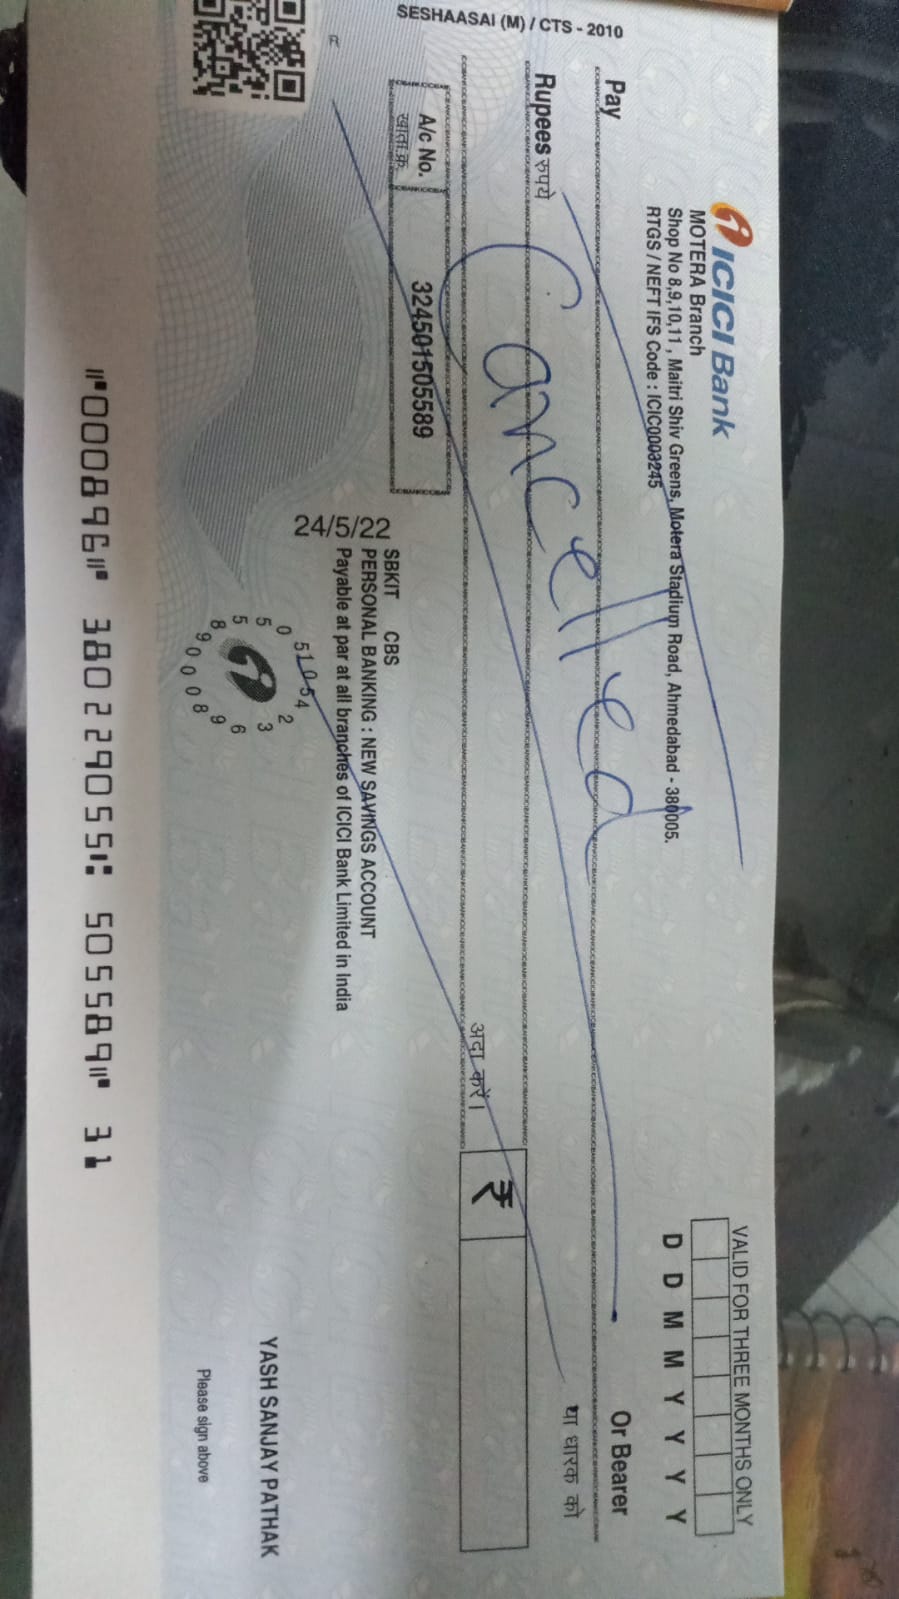 ICICI Bank
MOTERA Branch
Shop No 8,9,10,11 , Maitri Shiv Greens, Motera Stadium Road, Ahmedabad - 380005.
RTGS / NEFT IFS Code : ICIC0003245
VALID FOR THREE MONTHS ONLY
D D M M Y Y Y Y
Pay
Or Bearer
या धारक को
Rupees रुपये
Cancelled
अदा करें।
₹
A/c No.
खाता.क्र.
324501505589
SESHAASAI (M) / CTS - 2010
24/5/22
SBKIT CBS
PERSONAL BANKING : NEW SAVINGS ACCOUNT
Payable at par at all branches of ICICI Bank Limited in India
YASH SANJAY PATHAK
Please sign above
⑈000896⑈ 380229055⑆ 505589⑈ 31